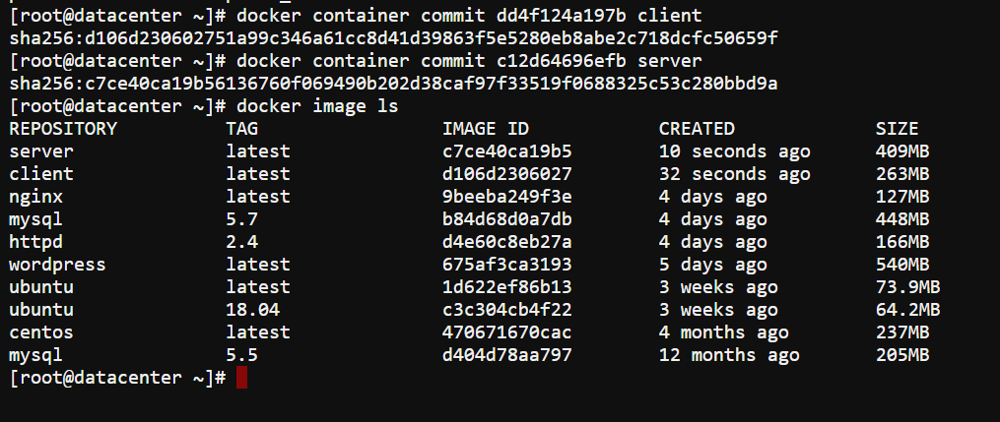 [root@datacenter ~]# docker container commit dd4f124a197b client
sha256:d106d230602751a99c346a61cc8d41d39863f5e5280eb8abe2c718dcfc50659f
[root@datacenter ~]# docker container commit c12d64696efb server
sha256:c7ce40ca19b56136760f069490b202d38caf97f33519f0688325c53c280bbd9a
[root@datacenter ~]# docker image ls
REPOSITORY TAG IMAGE ID CREATED SIZE
server latest c7ce40ca19b5 10 seconds ago 409MB
client latest d106d2306027 32 seconds ago 263MB
nginx latest 9beeba249f3e 4 days ago 127MB
mysql 5.7 b84d68d0a7db 4 days ago 448MB
httpd 2.4 d4e60c8eb27a 4 days ago 166MB
wordpress latest 675af3ca3193 5 days ago 540MB
ubuntu latest 1d622ef86b13 3 weeks ago 73.9MB
ubuntu 18.04 c3c304cb4f22 3 weeks ago 64.2MB
centos latest 470671670cac 4 months ago 237MB
mysql 5.5 d404d78aa797 12 months ago 205MB
[root@datacenter ~]#